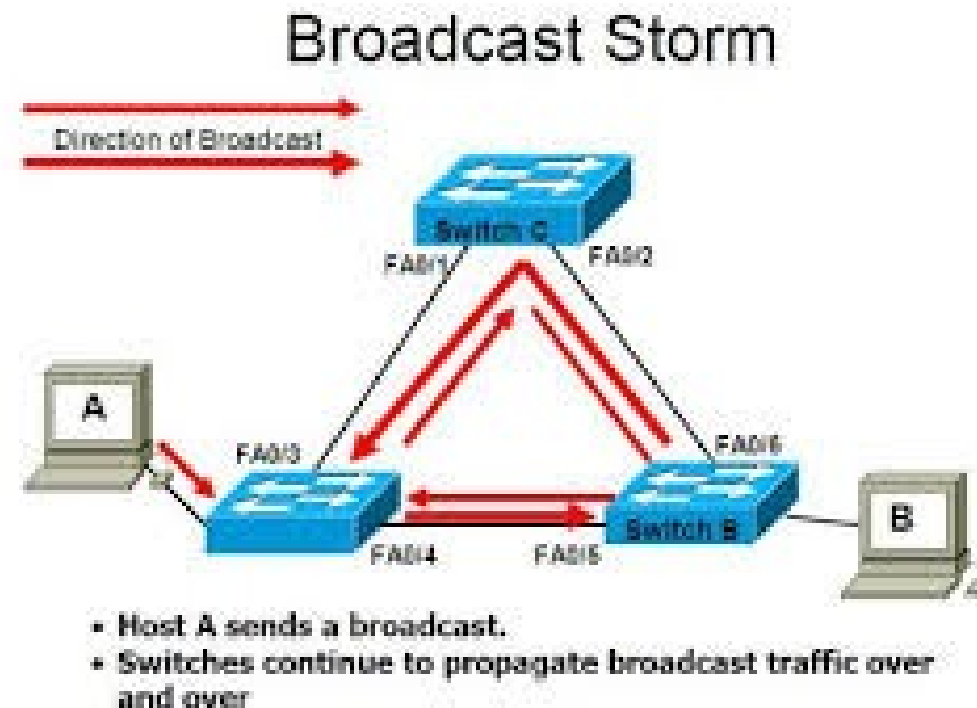 Broadcast Storm
Direction of Broadcast
Switch C
FA0/1
FA0/2
A
FA0/3
FA0/6
FA0/4
FA0/5
Switch B
B
• Host A sends a broadcast.
• Switches continue to propagate broadcast traffic over
and over